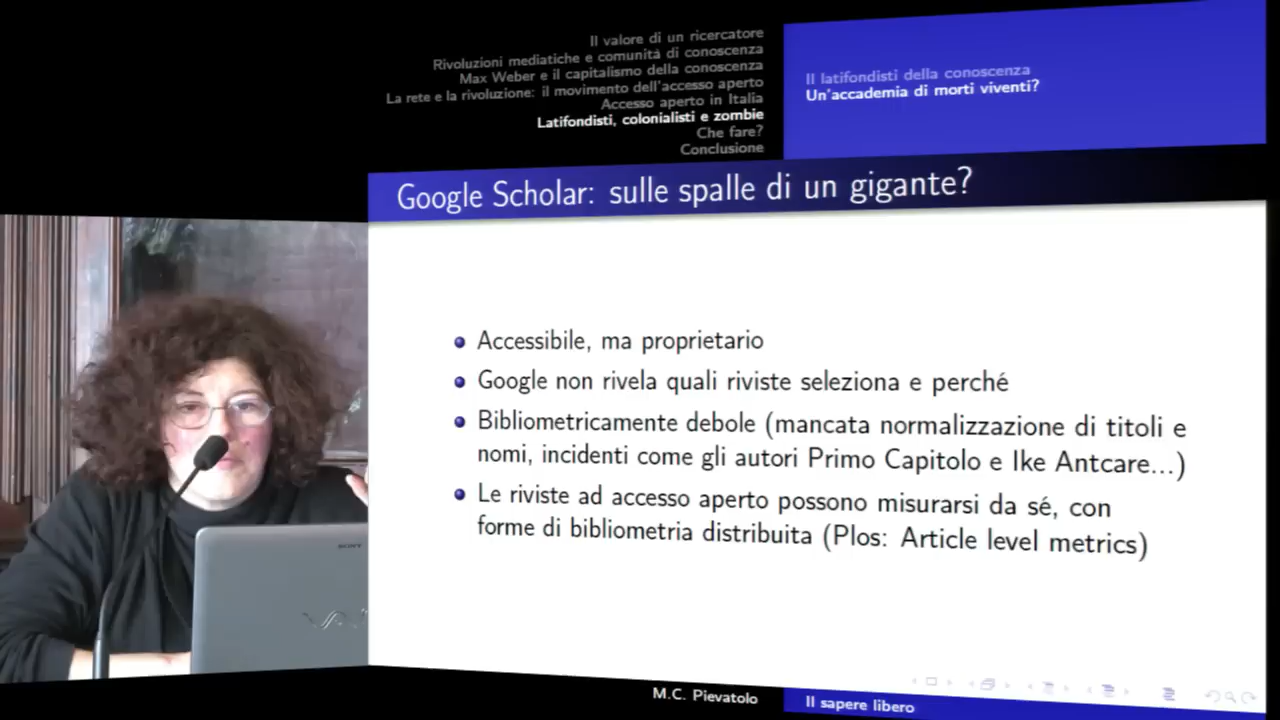 Il valore di un ricercatore
Rivoluzioni mediatiche e comunità di conoscenza
Max Weber e il capitalismo della conoscenza
La rete e la rivoluzione: il movimento dell'accesso aperto
Accesso aperto in Italia
Latifondisti, colonialisti e zombie
Che fare?
Conclusione
Il latifondisti della conoscenza
Un'accademia di morti viventi?
Google Scholar: sulle spalle di un gigante?
Accessibile, ma proprietario
Google non rivela quali riviste seleziona e perché
Bibliometricamente debole (mancata normalizzazione di titoli e
nomi, incidenti come gli autori Primo Capitolo e Ike Antcare...)
Le riviste ad accesso aperto possono misurarsi da sé, con
forme di bibliometria distribuita (Plos: Article level metrics)
SONY
VAIO
M.C. Pievatolo
Il sapere libero